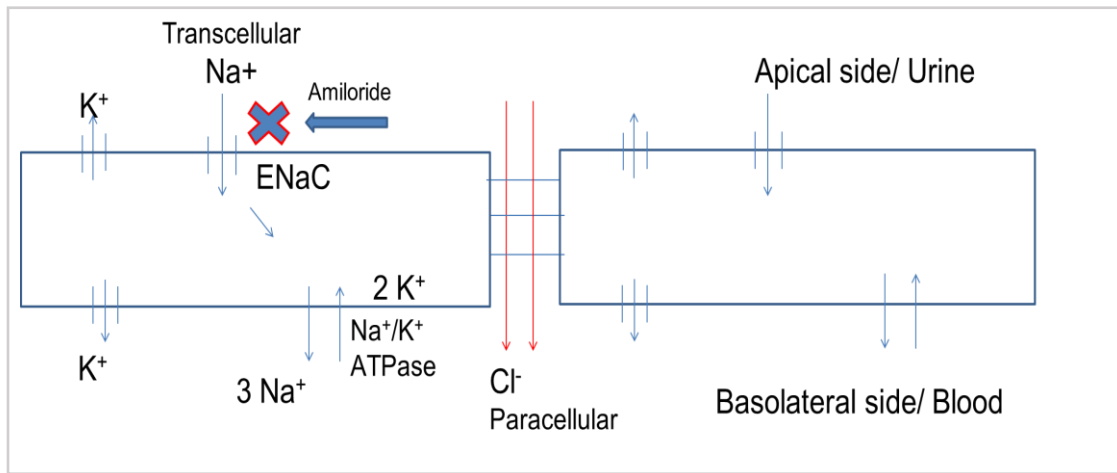 Transcellular
Na+
K⁺
Amiloride
Apical side/ Urine
ENaC
2 K⁺
Na⁺/K⁺
ATPase
K⁺
3 Na⁺
Cl⁻
Paracellular
Basolateral side/ Blood